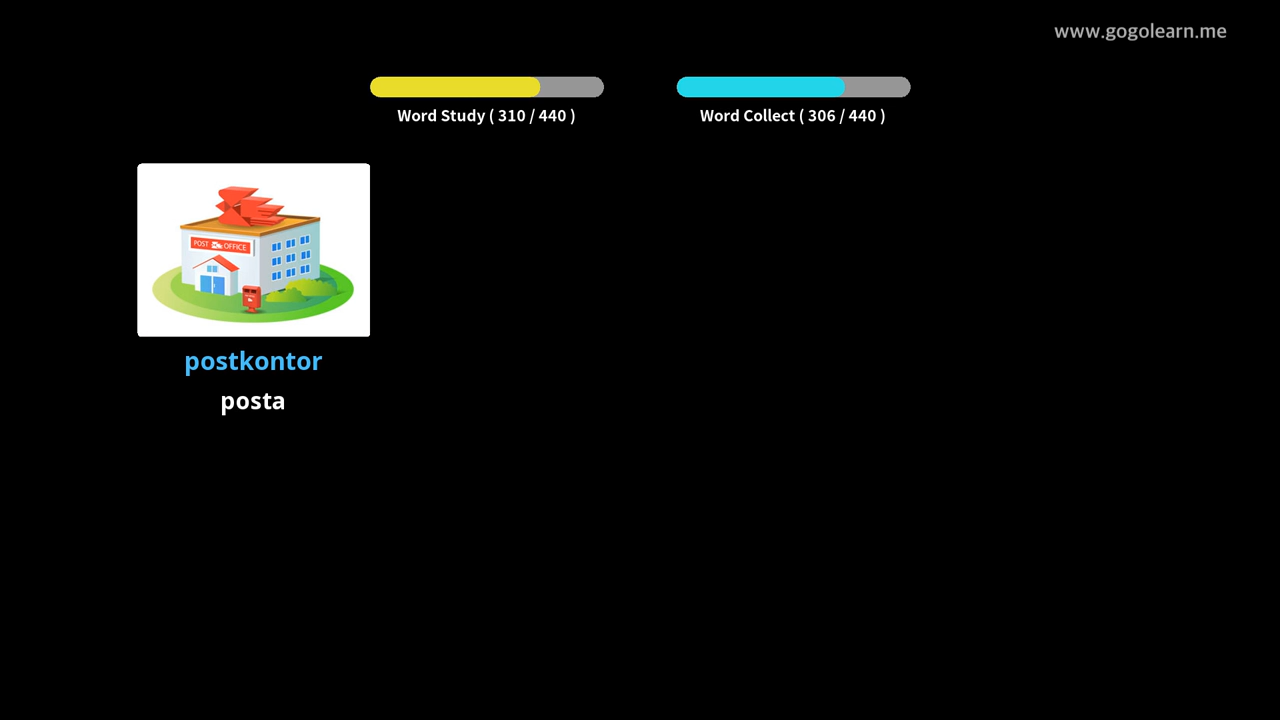 www.gogolearn.me
Word Study ( 310 / 440 )
Word Collect ( 306 / 440 )
POST OFFICE
postkontor
posta